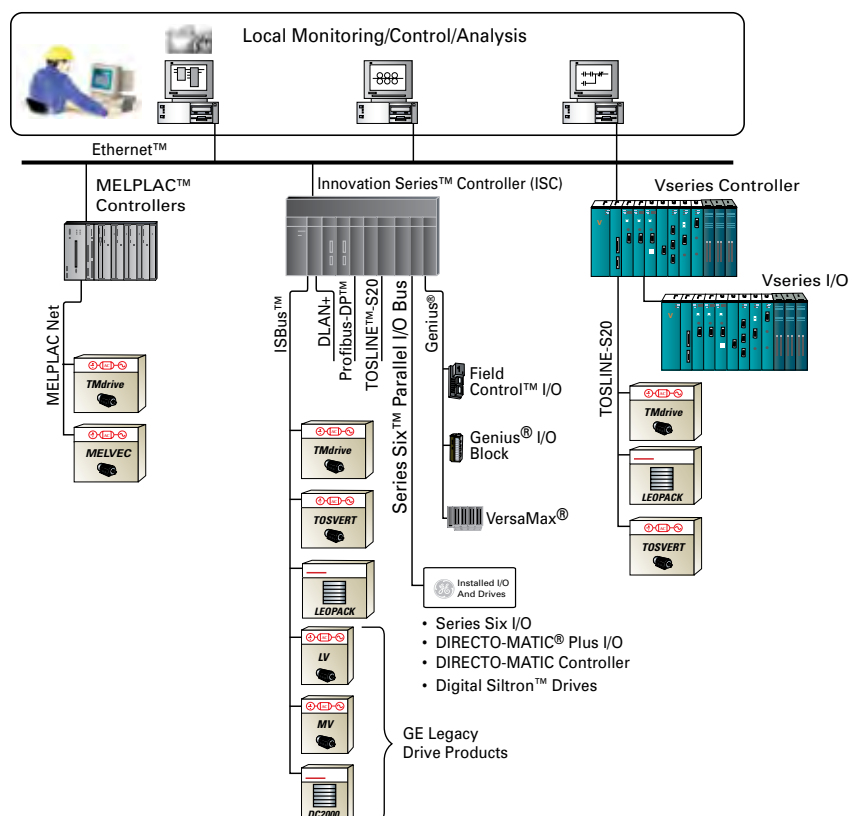 Local Monitoring/Control/Analysis
888
Ethernet™
MELPLAC™
Controllers
Innovation Series™ Controller (ISC)
Vseries Controller
Vseries I/O
MELPLAC Net
ISBus™
DLAN+
Profibus-DP™
TOSLINE™-S20
Series Six™ Parallel I/O Bus
Genius®
TOSLINE-S20
TMdrive
MELVEC
Field
Control™ I/O
Genius® I/O
Block
VersaMax®
TMdrive
TOSVERT
LEOPACK
LV
MV
DC2000
TMdrive
LEOPACK
TOSVERT
Installed I/O
And Drives
• Series Six I/O
• DIRECTO-MATIC® Plus I/O
• DIRECTO-MATIC Controller
• Digital Siltron™ Drives
GE Legacy
Drive Products